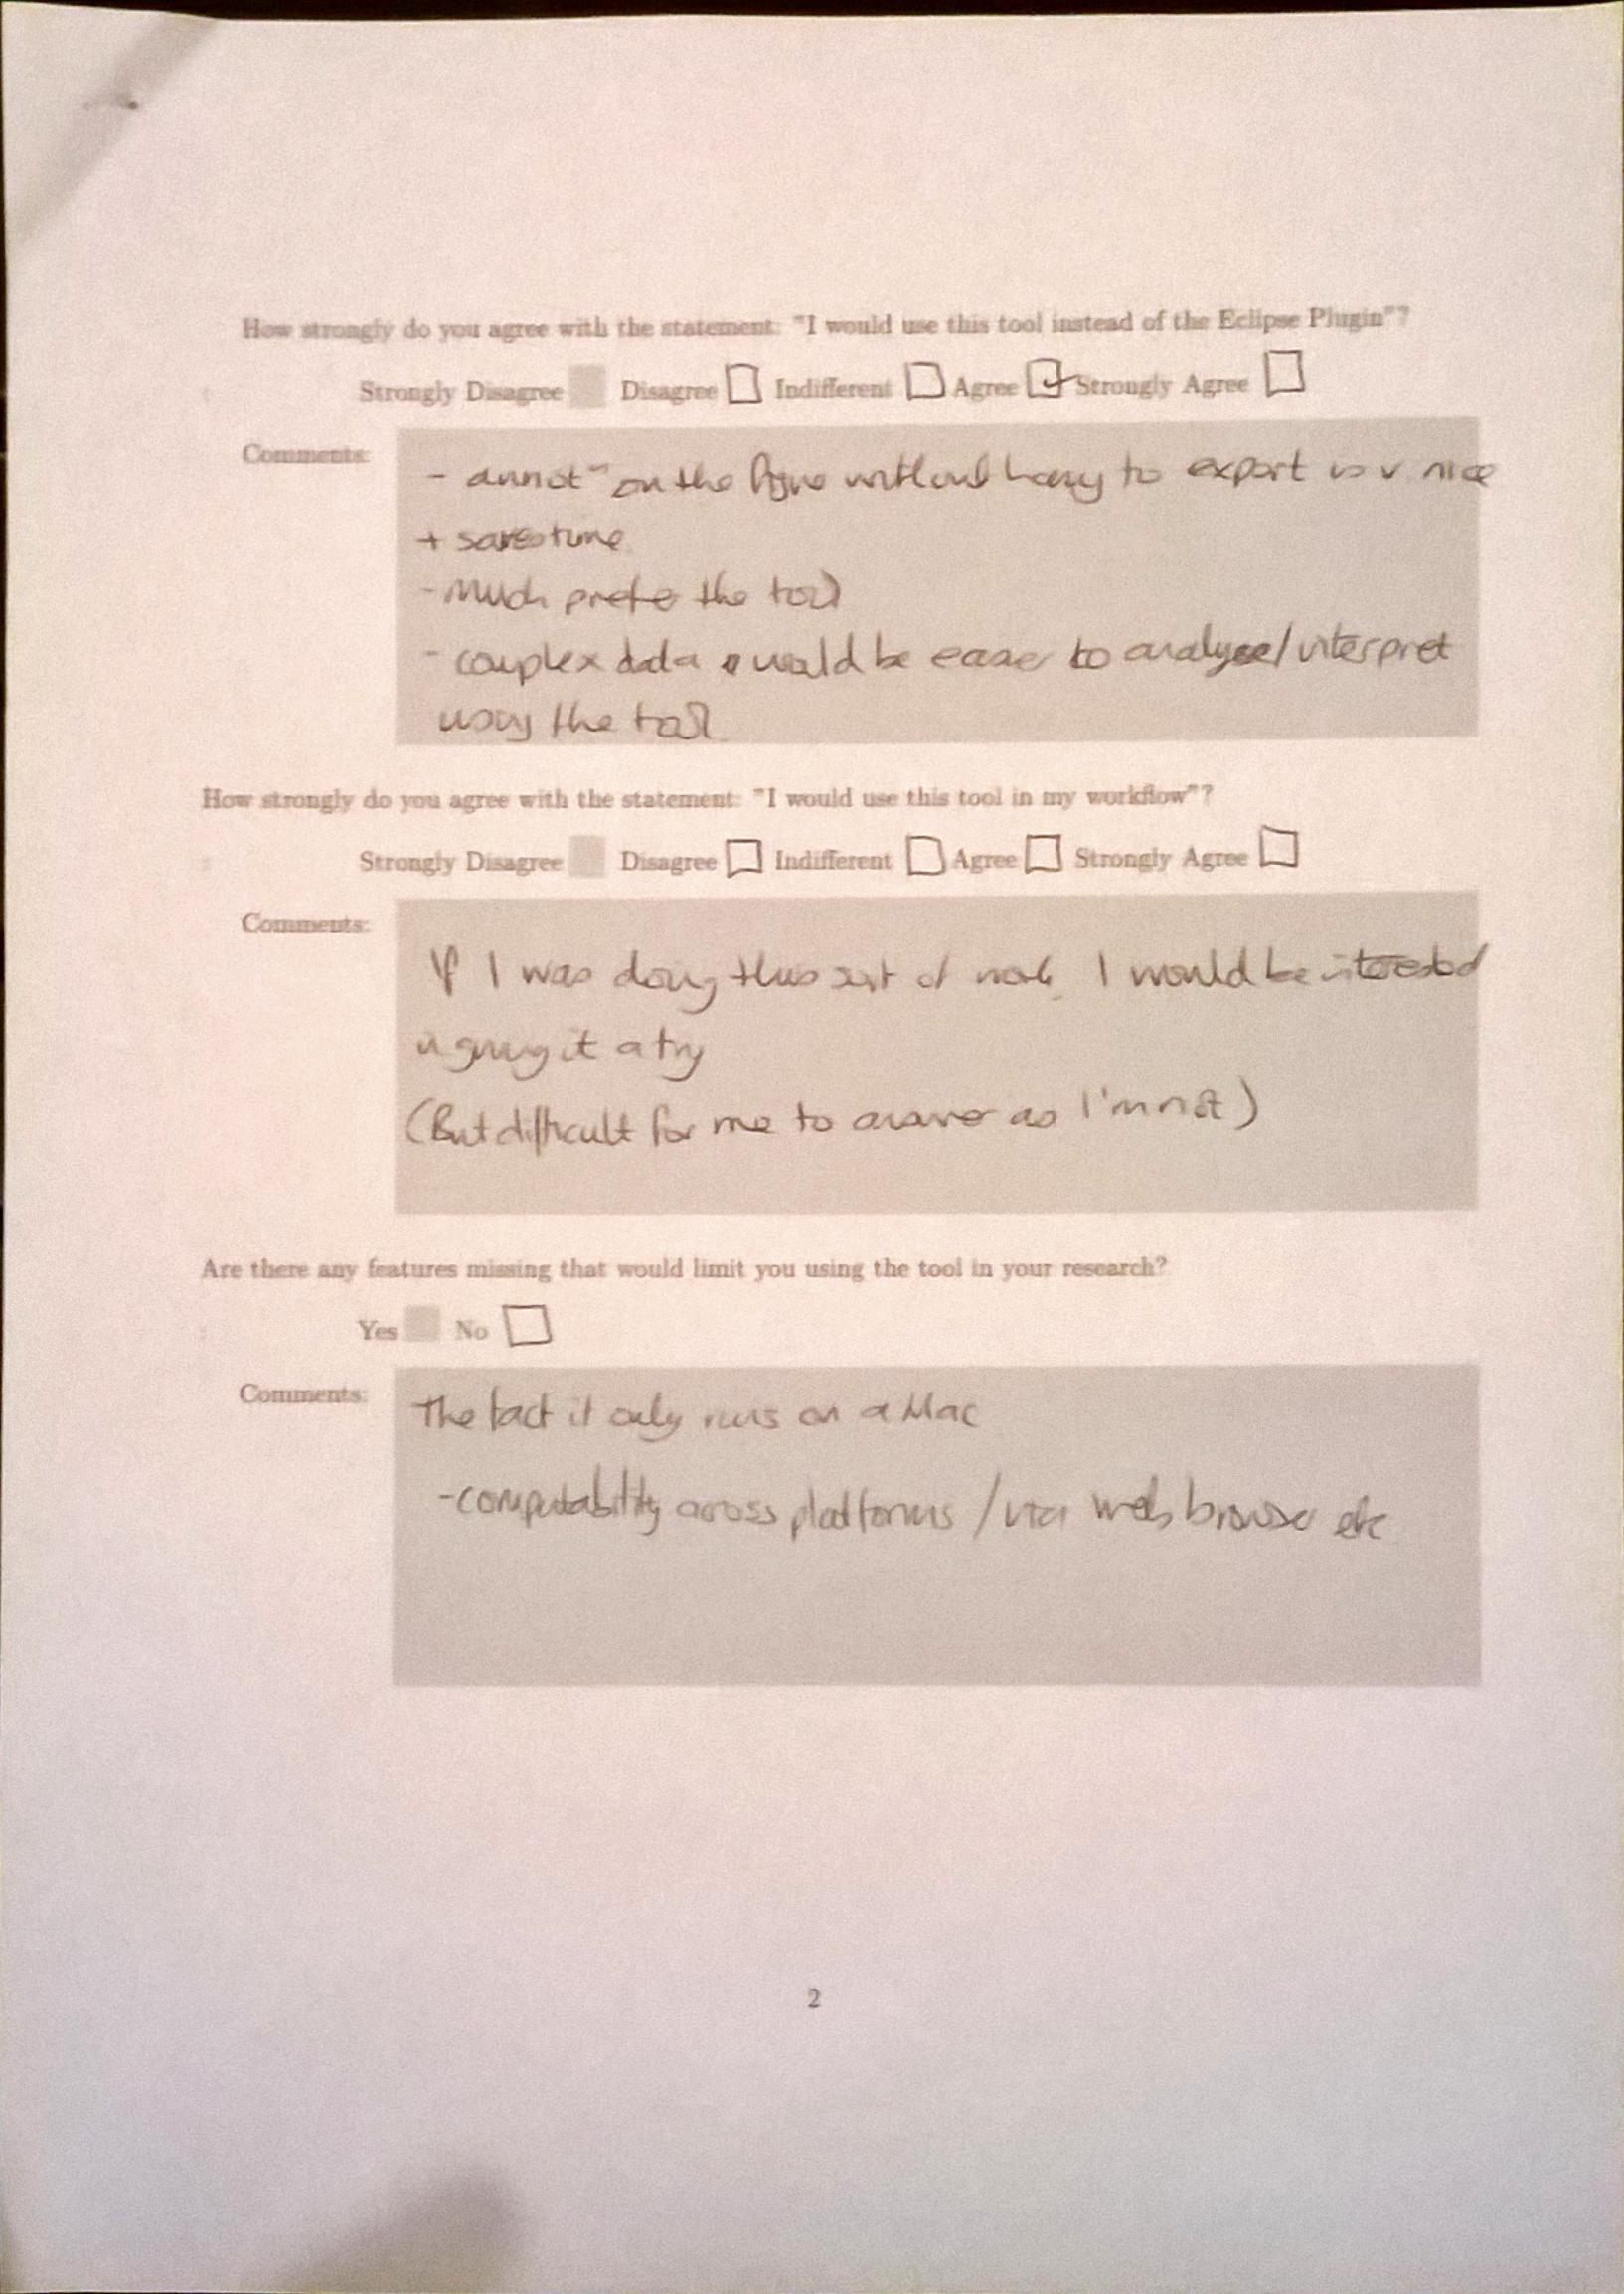 How strongly do you agree with the statement: "I would use this tool instead of the Eclipse Plugin"?
Strongly Disagree Disagree Indifferent Agree Strongly Agree
Comments:
- annotⁿ on the figure without having to export is v. nice
+ saves time
- Much prefer the tool
- complex data would be easier to analyse/interpret
using the tool
How strongly do you agree with the statement: "I would use this tool in my workflow"?
Strongly Disagree Disagree Indifferent Agree Strongly Agree
Comments:
If I was doing this sort of work, I would be interested
in giving it a try
(But difficult for me to answer as I'm not)
Are there any features missing that would limit you using the tool in your research?
Yes No
Comments:
The fact it only runs on a Mac
- across platforms / via web browser etc
2